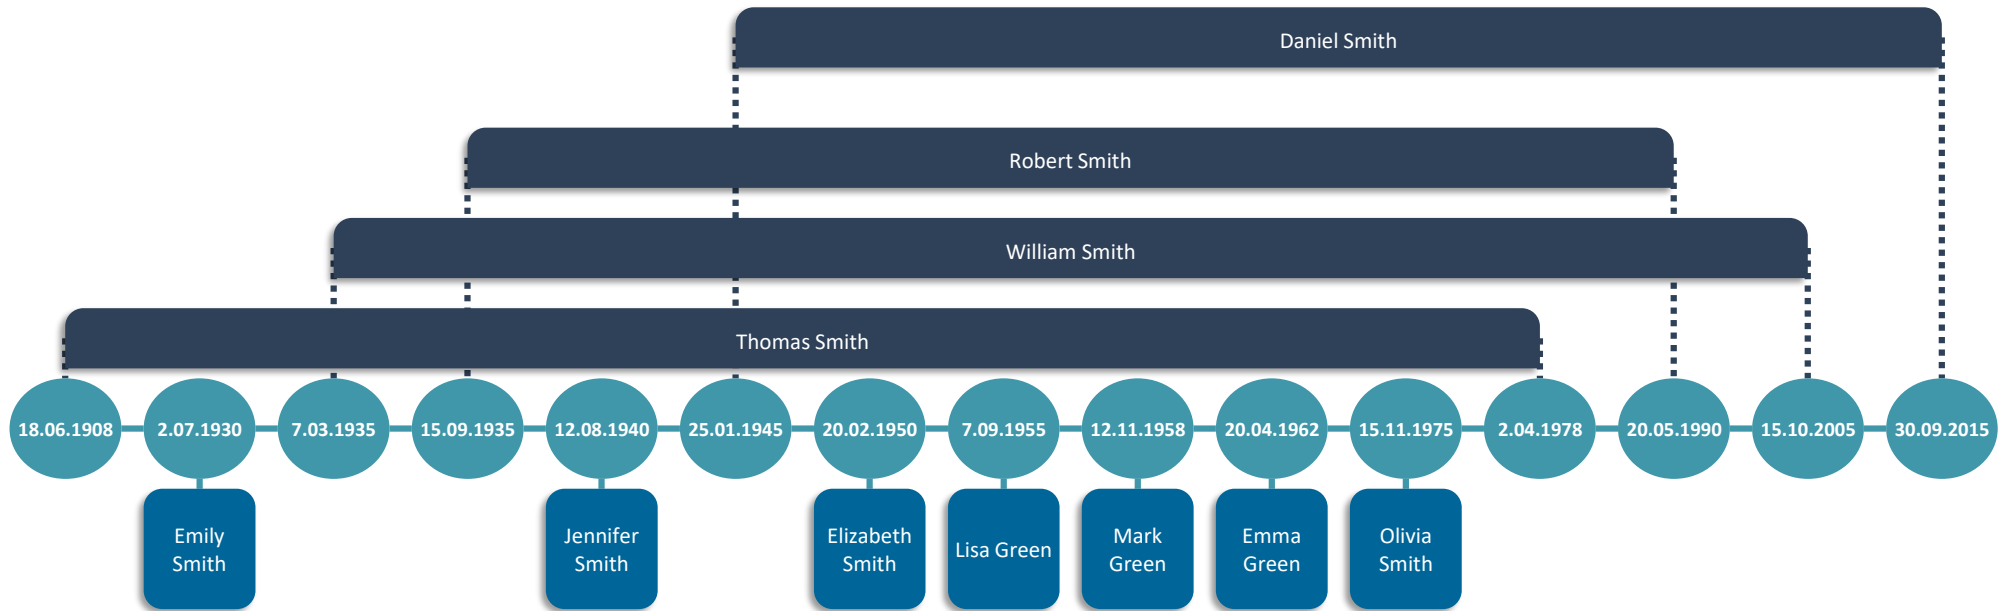 Daniel Smith
Robert Smith
William Smith
Thomas Smith
18.06.1908
2.07.1930
7.03.1935
15.09.1935
12.08.1940
25.01.1945
20.02.1950
7.09.1955
12.11.1958
20.04.1962
15.11.1975
2.04.1978
20.05.1990
15.10.2005
30.09.2015
Emily
Smith
Jennifer
Smith
Elizabeth
Smith
Lisa Green
Mark
Green
Emma
Green
Olivia
Smith